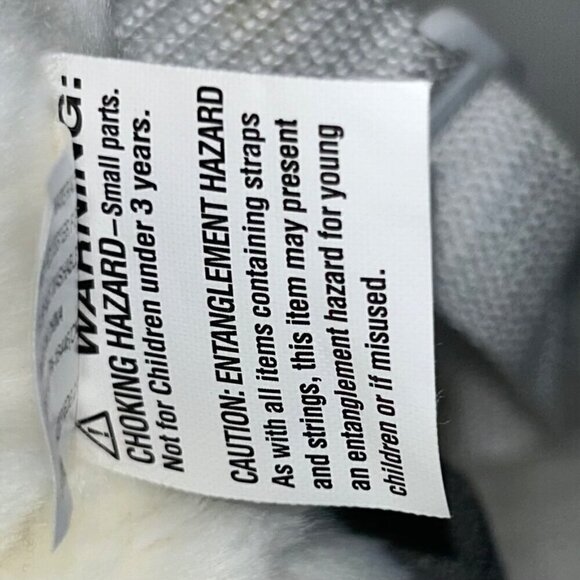 WARNING:
CHOKING HAZARD–Small parts.
Not for Children under 3 years.
CAUTION: ENTANGLEMENT HAZARD
As with all items containing straps
and strings, this item may present
an entanglement hazard for young
children or if misused.